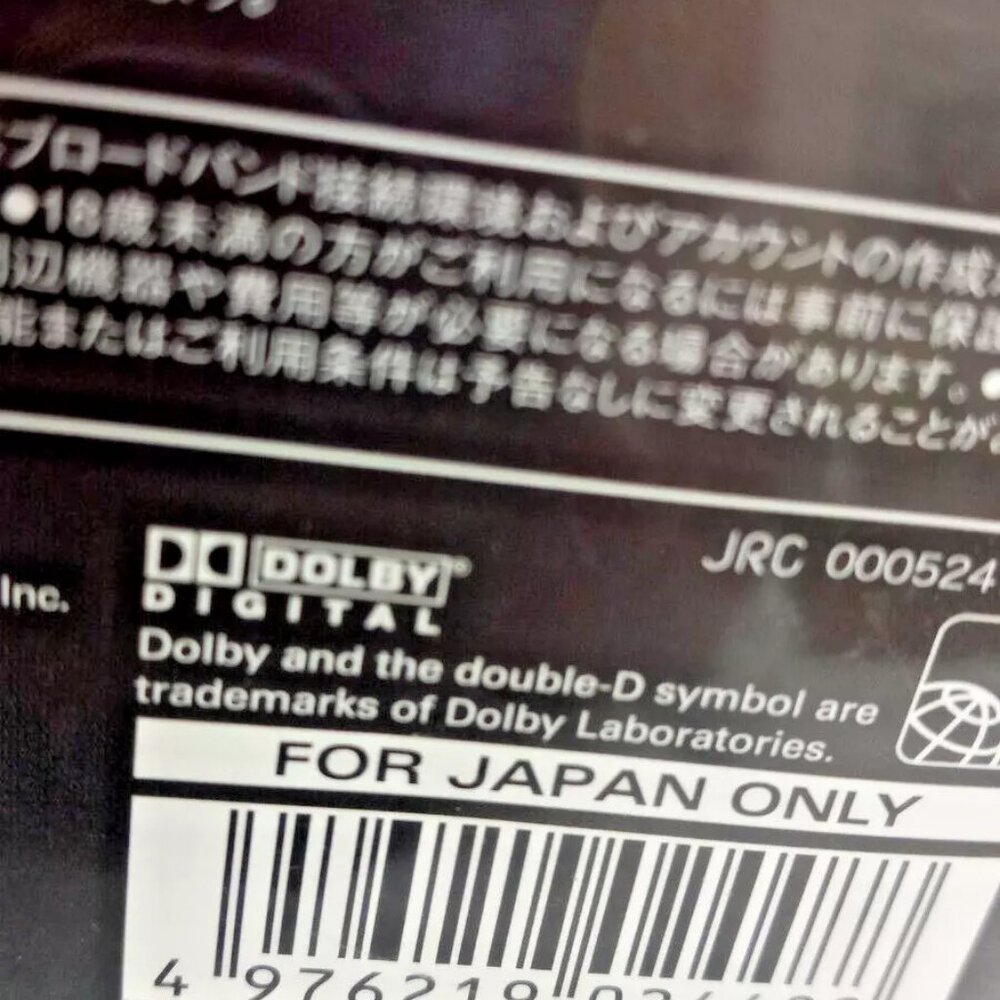 ブロードバンド接続環境およびアカウントの作成
●18歳未満の方がご利用になるには事前に保
周辺機器や費用等が必要になる場合があります。●
能またはご利用条件は予告なしに変更されることが
JRC 000524
Inc.
DOLBY
DIGITAL
Dolby and the double-D symbol are
trademarks of Dolby Laboratories.
FOR JAPAN ONLY
4 976219